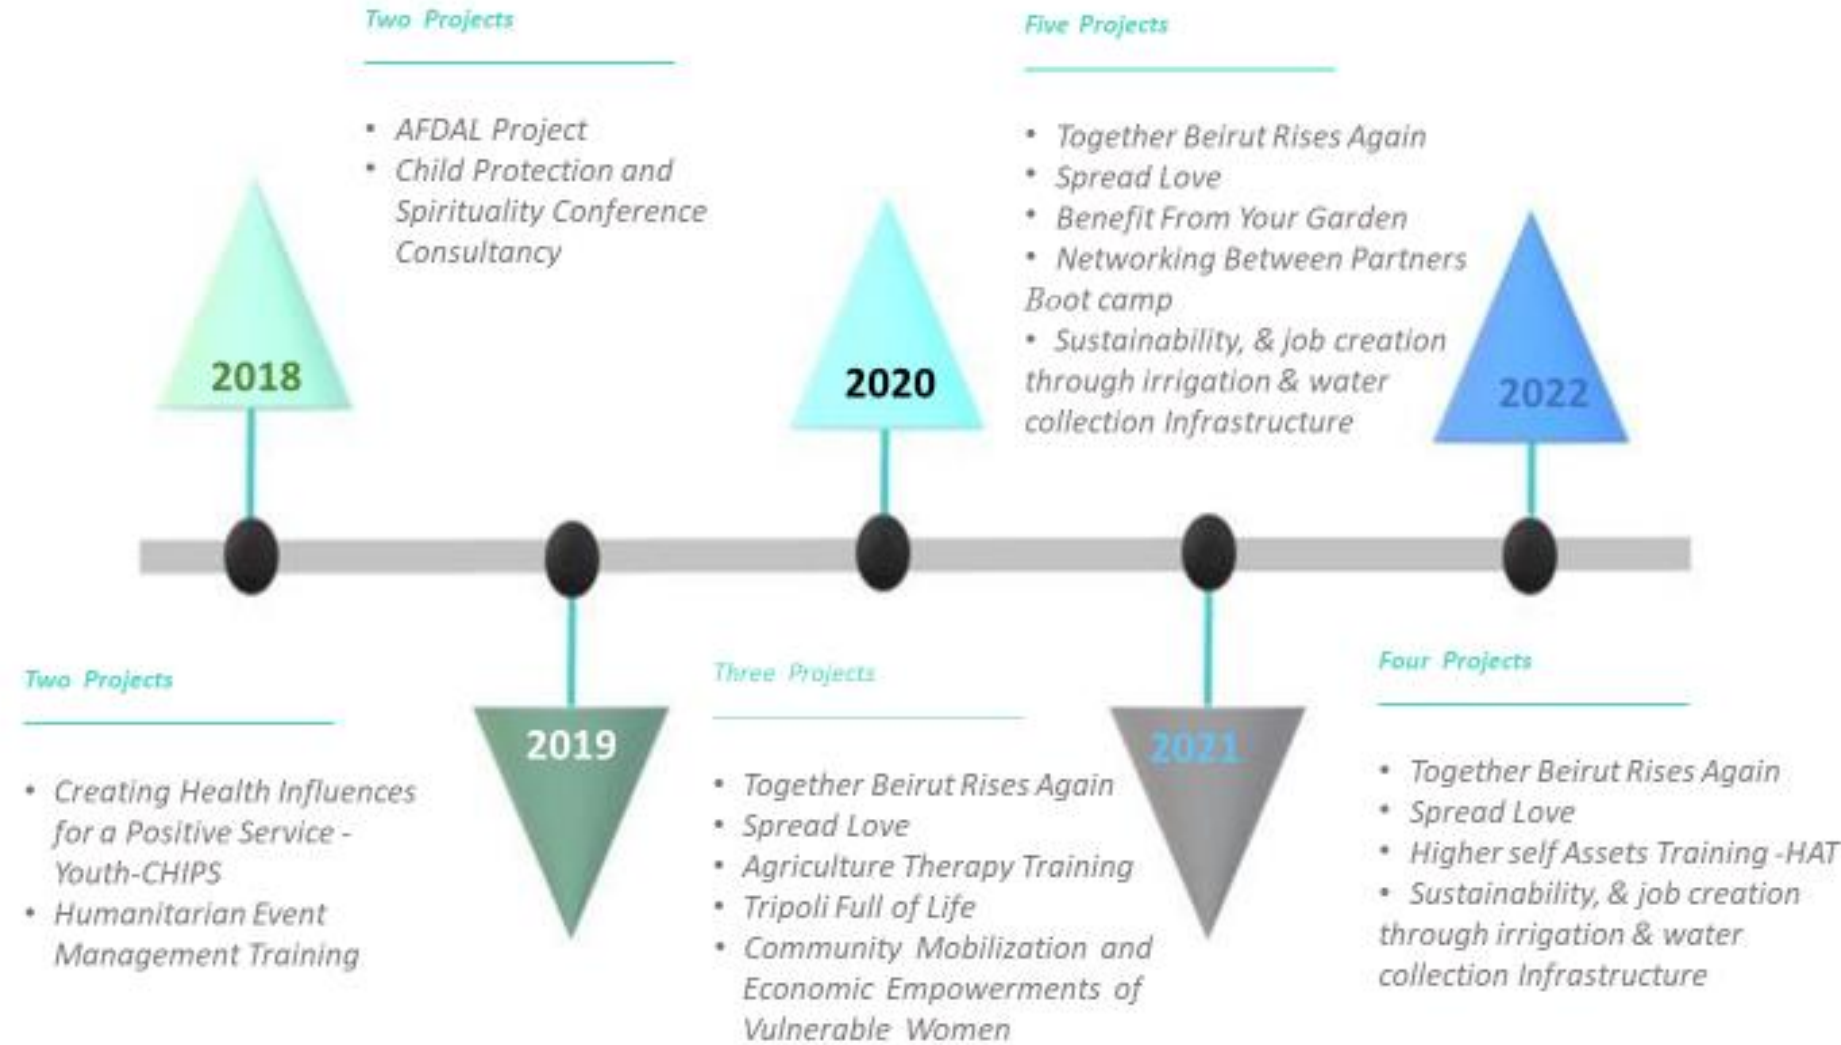 Two Projects
• AFDAL Project
• Child Protection and
Spirituality Conference
Consultancy
Five Projects
• Together Beirut Rises Again
• Spread Love
• Benefit From Your Garden
• Networking Between Partners
Boot camp
• Sustainability, & job creation
through irrigation & water
collection Infrastructure
2018
2020
2022
Two Projects
• Creating Health Influences
for a Positive Service -
Youth-CHIPS
• Humanitarian Event
Management Training
2019
Three Projects
• Together Beirut Rises Again
• Spread Love
• Agriculture Therapy Training
• Tripoli Full of Life
• Community Mobilization and
Economic Empowerments of
Vulnerable Women
2021
Four Projects
• Together Beirut Rises Again
• Spread Love
• Higher self Assets Training -HAT
• Sustainability, & job creation
through irrigation & water
collection Infrastructure